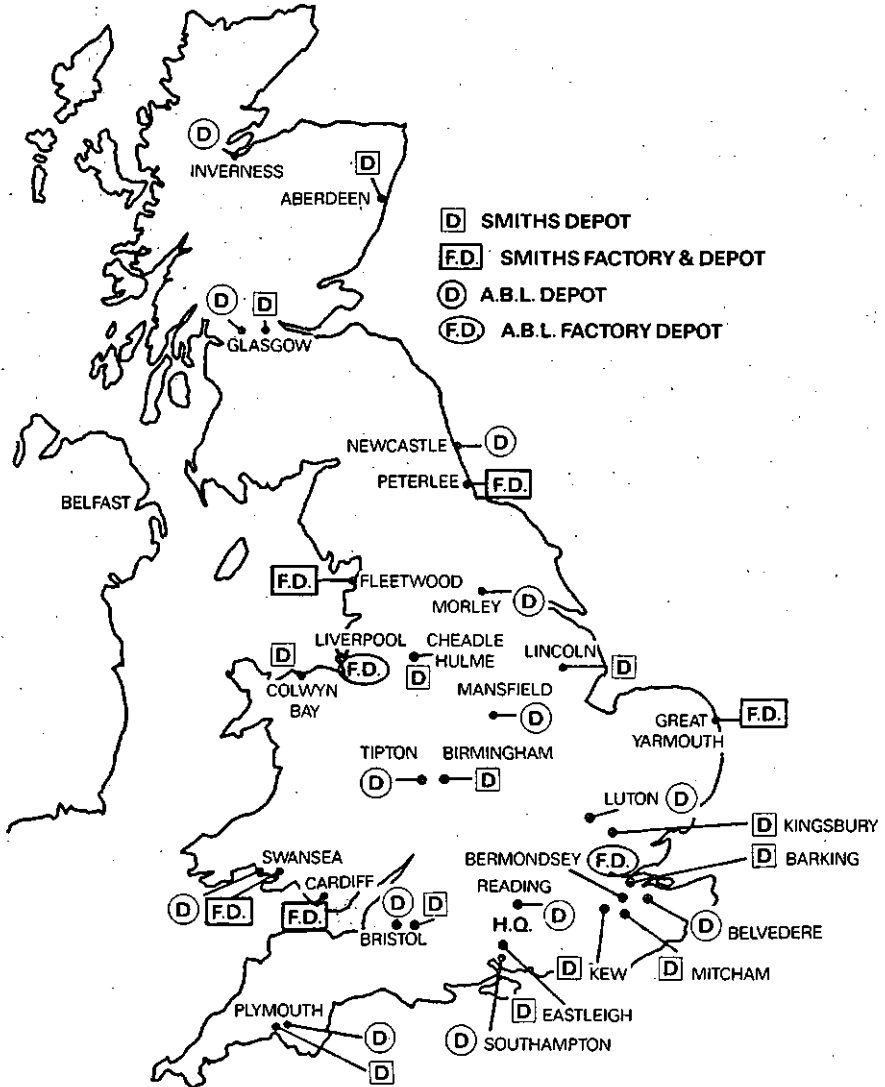 D
INVERNESS
D
ABERDEEN
D SMITHS DEPOT
F.D. SMITHS FACTORY & DEPOT
D A.B.L. DEPOT
F.D. A.B.L. FACTORY DEPOT
D D
GLASGOW
NEWCASTLE D
PETERLEE F.D.
BELFAST
F.D. FLEETWOOD
MORLEY D
LIVERPOOL
F.D.
CHEADLE
HULME
D
LINCOLN
D
D
COLWYN
BAY
MANSFIELD
D
GREAT
YARMOUTH
F.D.
TIPTON
D
BIRMINGHAM
D
LUTON D
D KINGSBURY
BERMONDSEY F.D.
D BARKING
SWANSEA
D F.D.
CARDIFF
F.D.
D D
BRISTOL
READING
D
H.Q.
D BELVEDERE
D KEW
D MITCHAM
D EASTLEIGH
D SOUTHAMPTON
PLYMOUTH
D
D